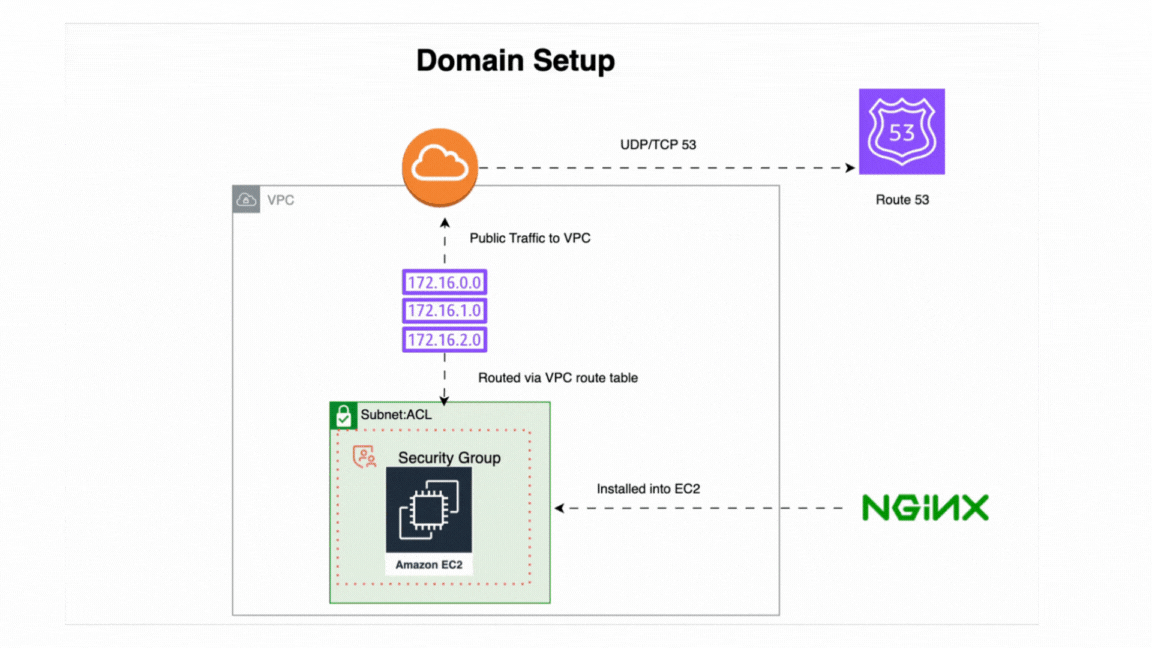 Domain Setup
53
UDP/TCP 53
Route 53
VPC
Public Traffic to VPC
172.16.0.0
172.16.1.0
172.16.2.0
Routed via VPC route table
Subnet:ACL
Security Group
Amazon EC2
Installed into EC2
NGiNX